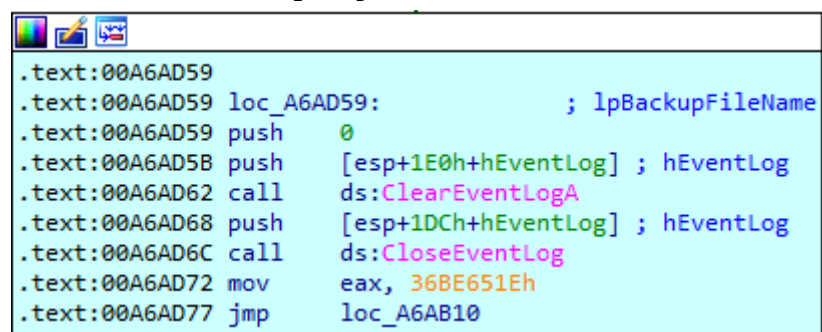 .text:00A6AD59
.text:00A6AD59 loc_A6AD59: ; lpBackupFileName
.text:00A6AD59 push 0
.text:00A6AD5B push [esp+1E0h+hEventLog] ; hEventLog
.text:00A6AD62 call ds:ClearEventLogA
.text:00A6AD68 push [esp+1DCh+hEventLog] ; hEventLog
.text:00A6AD6C call ds:CloseEventLog
.text:00A6AD72 mov eax, 36BE651Eh
.text:00A6AD77 jmp loc_A6AB10